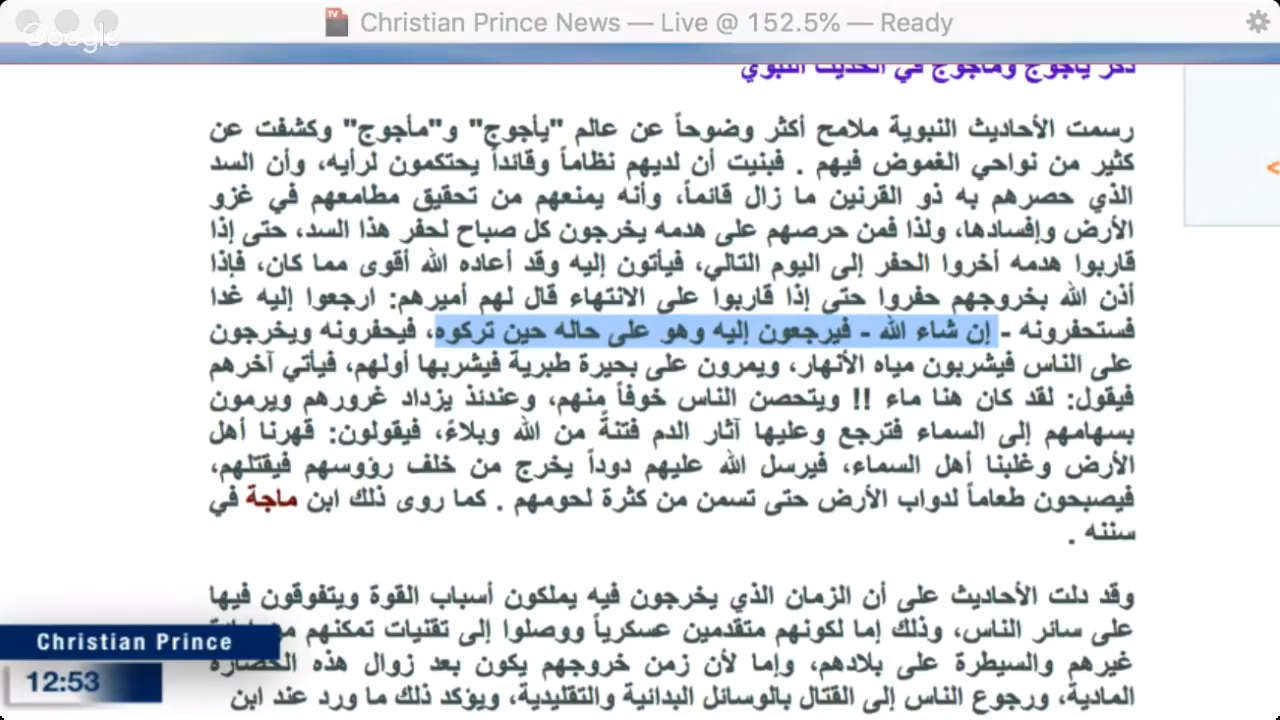 Google
Christian Prince News — Live @ 152.5% — Ready
ذكر يأجوج ومأجوج في الحديث النبوي
رسمت الأحاديث النبوية ملامح أكثر وضوحاً عن عالم "يأجوج" و"مأجوج" وكشفت عن
كثير من نواحي الغموض فيهم . فبنيت أن لديهم نظاماً وقائداً يحتكمون لرأيه، وأن السد
الذي حصرهم به ذو القرنين ما زال قائماً، وأنه يمنعهم من تحقيق مطامعهم في غزو
الأرض وإفسادها، ولذا فمن حرصهم على هدمه يخرجون كل صباح لحفر هذا السد، حتى إذا
قاربوا هدمه أخروا الحفر إلى اليوم التالي، فيأتون إليه وقد أعاده الله أقوى مما كان، فإذا
أذن الله بخروجهم حفروا حتى إذا قاربوا على الانتهاء قال لهم أميرهم: ارجعوا إليه غدا
فستحفرونه - إن شاء الله - فيرجعون إليه وهو على حاله حين تركوه، فيحفرونه ويخرجون
على الناس فيشربون مياه الأنهار، ويمرون على بحيرة طبرية فيشربها أولهم، فيأتي آخرهم
فيقول: لقد كان هنا ماء !! ويتحصن الناس خوفاً منهم، وعندئذ يزداد غرورهم ويرمون
بسهامهم إلى السماء فترجع وعليها آثار الدم فتنةً من الله وبلاءً، فيقولون: قهرنا أهل
الأرض وغلبنا أهل السماء، فيرسل الله عليهم دوداً يخرج من خلف رؤوسهم فيقتلهم،
فيصبحون طعاماً لدواب الأرض حتى تسمن من كثرة لحومهم . كما روى ذلك ابن ماجة في
سننه .
وقد دلت الأحاديث على أن الزمان الذي يخرجون فيه يملكون أسباب القوة ويتفوقون فيها
على سائر الناس، وذلك إما لكونهم متقدمين عسكرياً ووصلوا إلى تقنيات تمكنهم من
غيرهم والسيطرة على بلادهم، وإما لأن زمن خروجهم يكون بعد زوال هذه الحضارة
المادية، ورجوع الناس إلى القتال بالوسائل البدائية والتقليدية، ويؤكد ذلك ما ورد عند ابن
Christian Prince
12:53